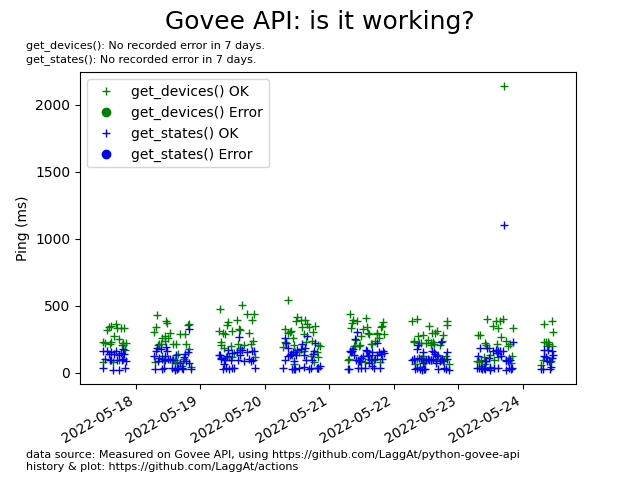 Govee API: is it working?
get_devices(): No recorded error in 7 days.
get_states(): No recorded error in 7 days.
get_devices() OK
get_devices() Error
get_states() OK
get_states() Error
Ping (ms)
2000
1500
1000
500
0
2022-05-18
2022-05-19
2022-05-20
2022-05-21
2022-05-22
2022-05-23
2022-05-24
data source: Measured on Govee API, using https://github.com/LaggAt/python-govee-api
history & plot: https://github.com/LaggAt/actions